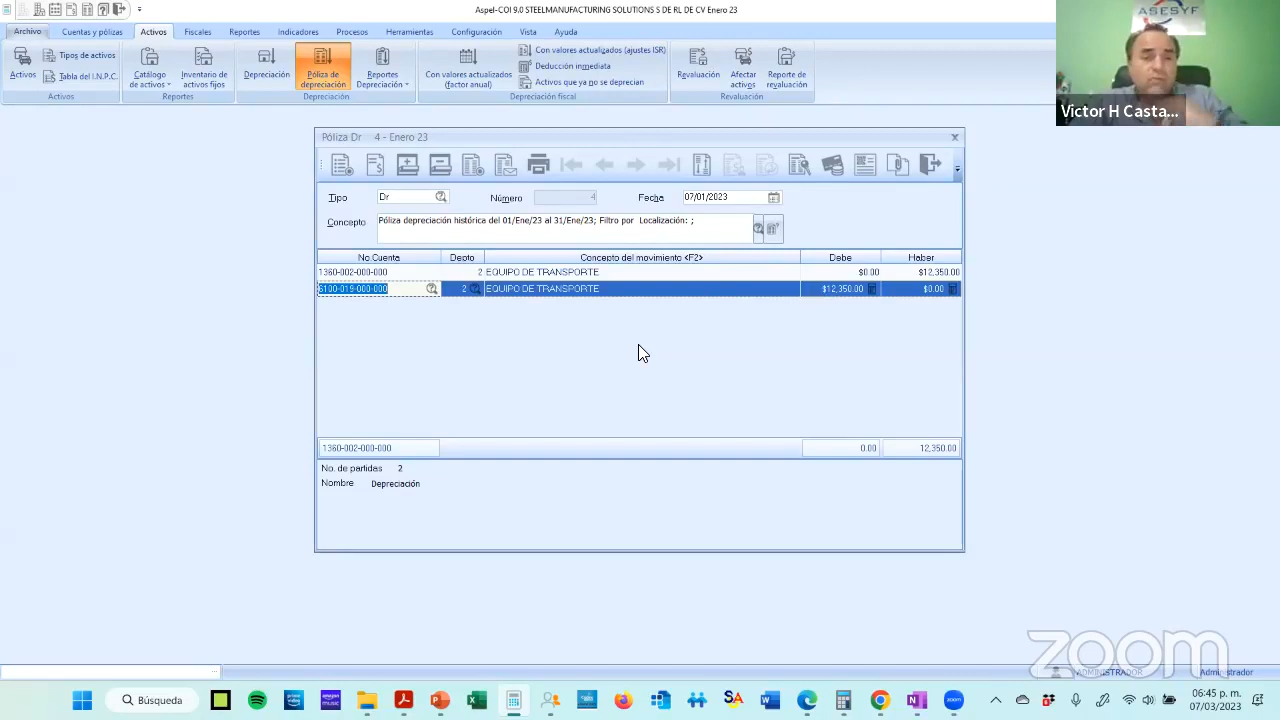 Aspel-COI 9.0 STEELMANUFACTURING SOLUTIONS S DE RL DE CV Enero 23
Archivo Cuentas y pólizas Activos Fiscales Reportes Indicadores Procesos Herramientas Configuración Vista Ayuda
Activos
Tipos de activos
Tabla del I.N.P.C.
Activos
Catálogo de activos
Inventario de activos fijos
Reportes
Depreciación
Póliza de depreciación
Reportes Depreciación
Depreciación
Con valores actualizados (factor anual)
Con valores actualizados (ajustes ISR)
Deducción inmediata
Activos que ya no se deprecian
Depreciación fiscal
Revaluación
Afectar activos
Reporte de revaluación
Revaluación
ASESYF
Victor H Casta...
Póliza Dr 4 - Enero 23
Tipo Dr Número 4 Fecha 07/01/2023
Concepto Póliza depreciación histórica del 01/Ene/23 al 31/Ene/23; Filtro por Localización: ;
No.Cuenta Depto Concepto del movimiento <F2> Debe Haber
1360-002-000-000 2 EQUIPO DE TRANSPORTE $0.00 $12,350.00
6100-019-000-000 2 EQUIPO DE TRANSPORTE $12,350.00 $0.00
1360-002-000-000 0.00 12,350.00
No. de partidas 2
Nombre Depreciación
zoom
ADMINISTRADOR Administrador
Búsqueda
06:45 p. m.
07/03/2023